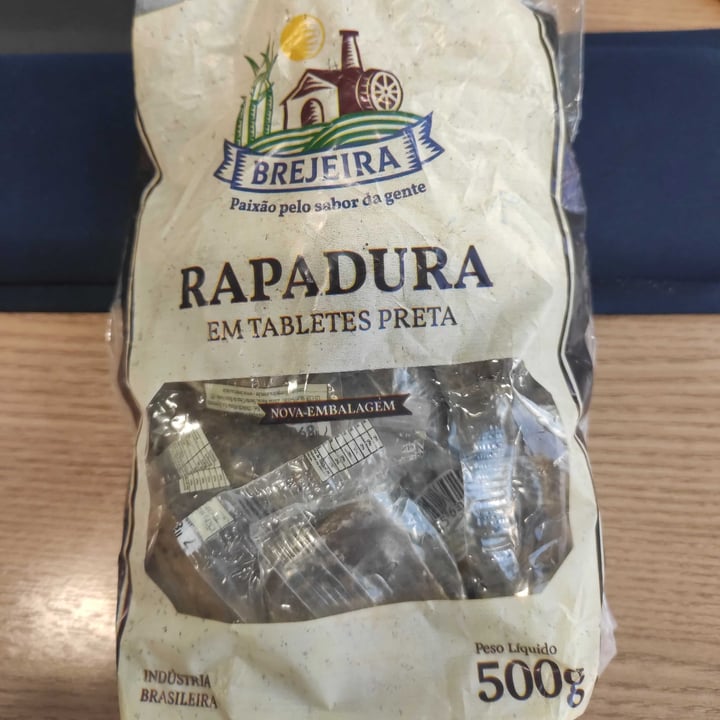 BREJEIRA
Paixão pelo sabor da gente
RAPADURA
EM TABLETES PRETA
NOVA EMBALAGEM
INDÚSTRIA
BRASILEIRA
Peso Líquido
500g